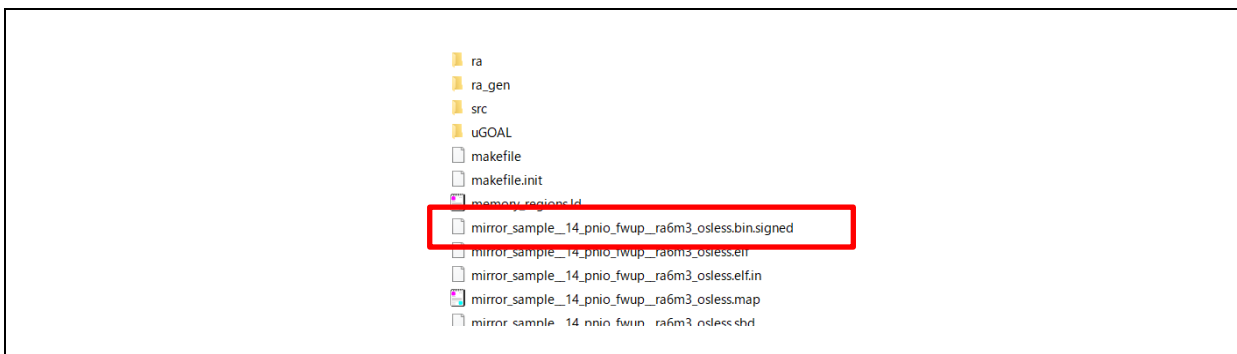 ra
ra_gen
src
uGOAL
makefile
makefile.init
memory_regions.ld
mirror_sample__14_pnio_fwup__ra6m3_osless.bin.signed
mirror_sample__14_pnio_fwup__ra6m3_osless.elf
mirror_sample__14_pnio_fwup__ra6m3_osless.elf.in
mirror_sample__14_pnio_fwup__ra6m3_osless.map
mirror_sample__14_pnio_fwup__ra6m3_osless.sbd